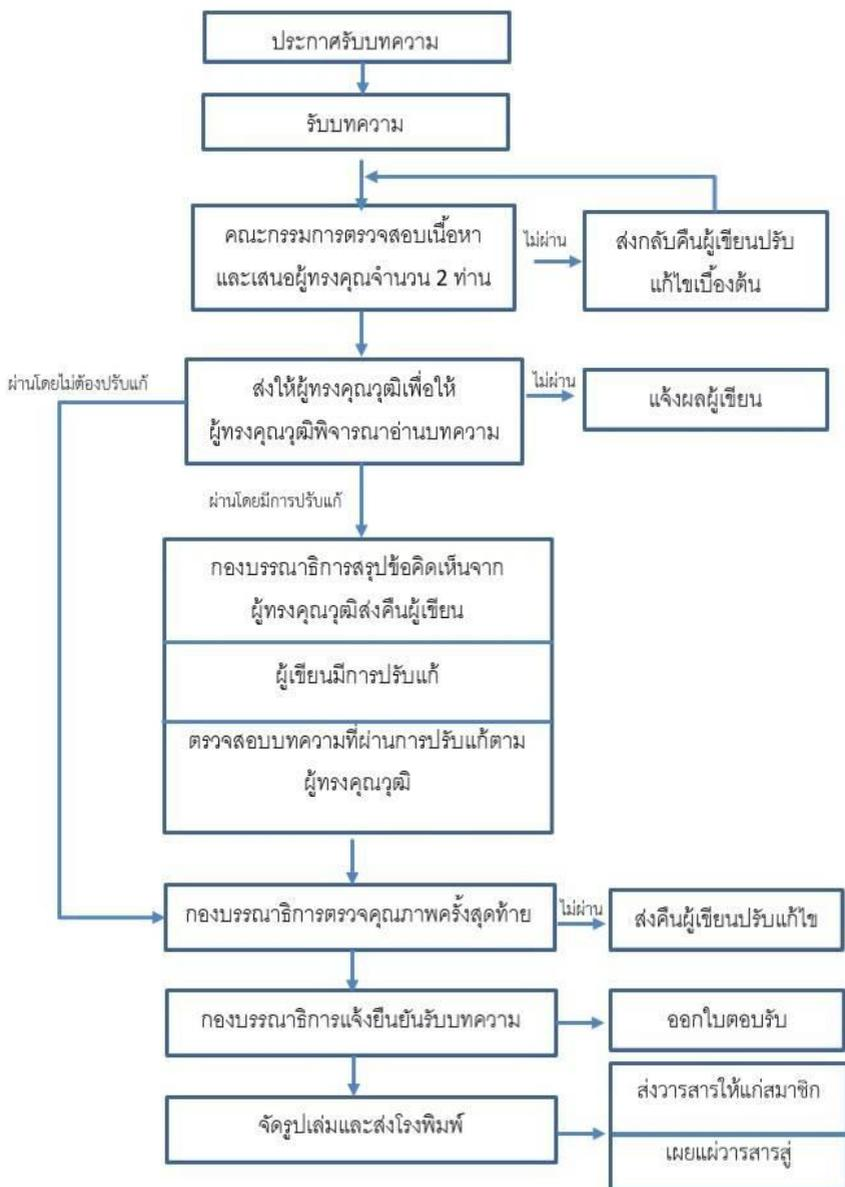 ประกาศรับบทความ
รับบทความ
คณะกรรมการตรวจสอบเนื้อหา
และเสนอผู้ทรงคุณจำนวน 2 ท่าน
ไม่ผ่าน
ส่งกลับคืนผู้เขียนปรับ
แก้ไขเบื้องต้น
ผ่านโดยไม่ต้องปรับแก้
ส่งให้ผู้ทรงคุณวุฒิเพื่อให้
ผู้ทรงคุณวุฒิพิจารณาอ่านบทความ
ไม่ผ่าน
แจ้งผลผู้เขียน
ผ่านโดยมีการปรับแก้
กองบรรณาธิการสรุปข้อคิดเห็นจาก
ผู้ทรงคุณวุฒิส่งคืนผู้เขียน
ผู้เขียนมีการปรับแก้
ตรวจสอบบทความที่ผ่านการปรับแก้ตาม
ผู้ทรงคุณวุฒิ
กองบรรณาธิการตรวจคุณภาพครั้งสุดท้าย
ไม่ผ่าน
ส่งคืนผู้เขียนปรับแก้ไข
กองบรรณาธิการแจ้งยืนยันรับบทความ
ออกใบตอบรับ
จัดรูปเล่มและส่งโรงพิมพ์
ส่งวารสารให้แก่สมาชิก
เผยแผ่วารสารสู่